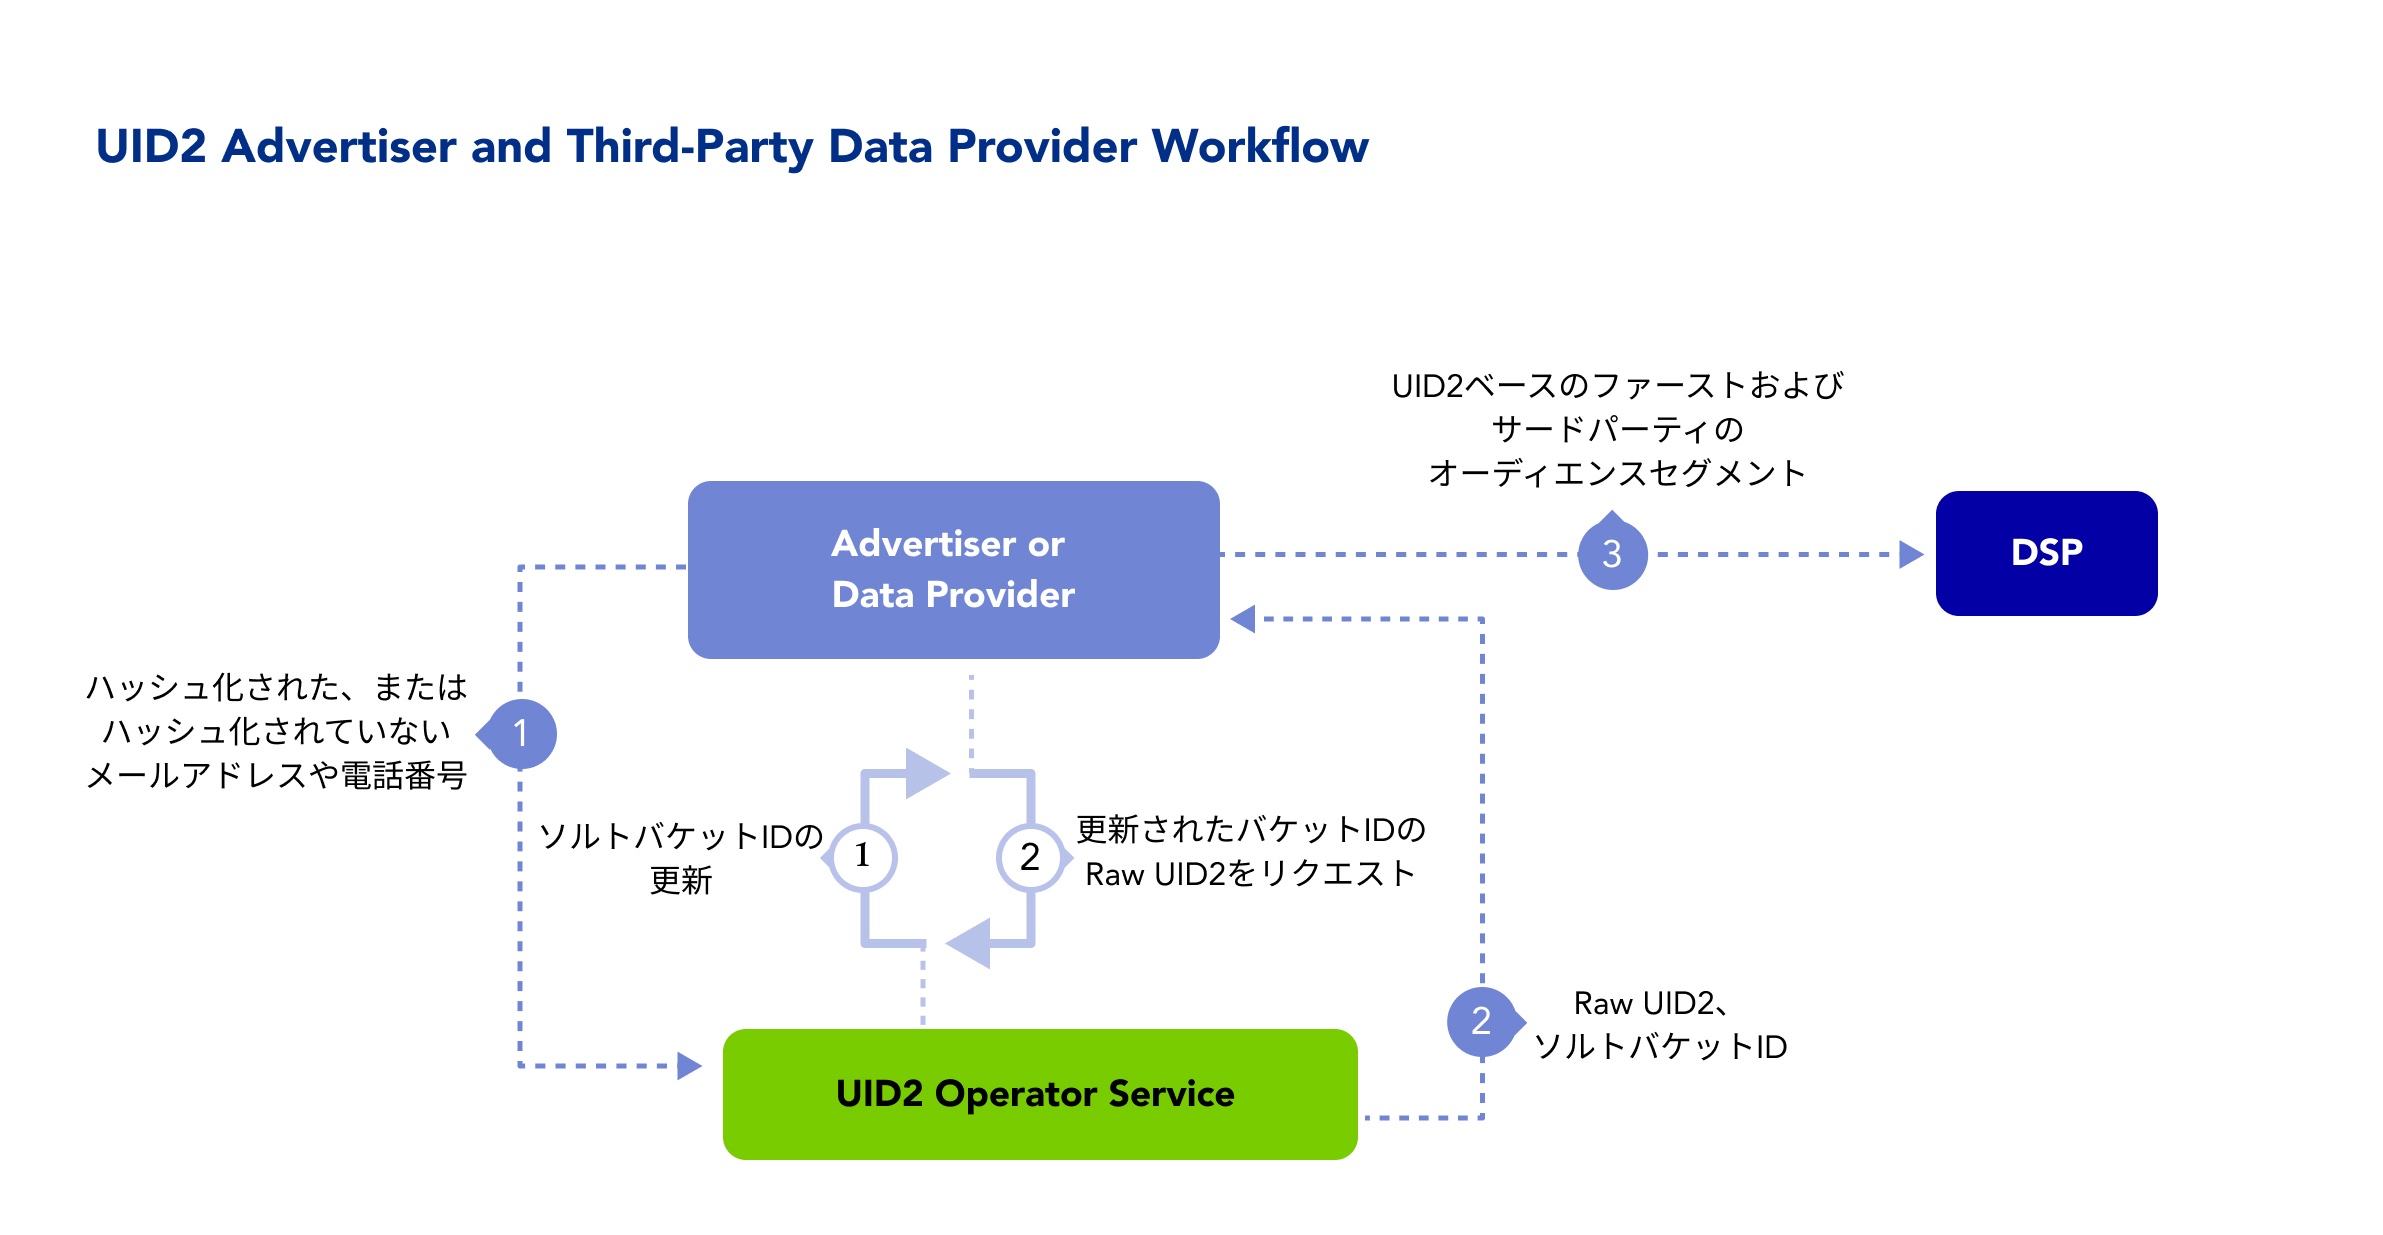 UID2 Advertiser and Third-Party Data Provider Workflow
UID2ベースのファーストおよび
サードパーティの
オーディエンスセグメント
Advertiser or
Data Provider
3
DSP
ハッシュ化された、または
ハッシュ化されていない
メールアドレスや電話番号
1
ソルトバケットIDの
更新
1
2
更新されたバケットIDの
Raw UID2をリクエスト
2
Raw UID2、
ソルトバケットID
UID2 Operator Service